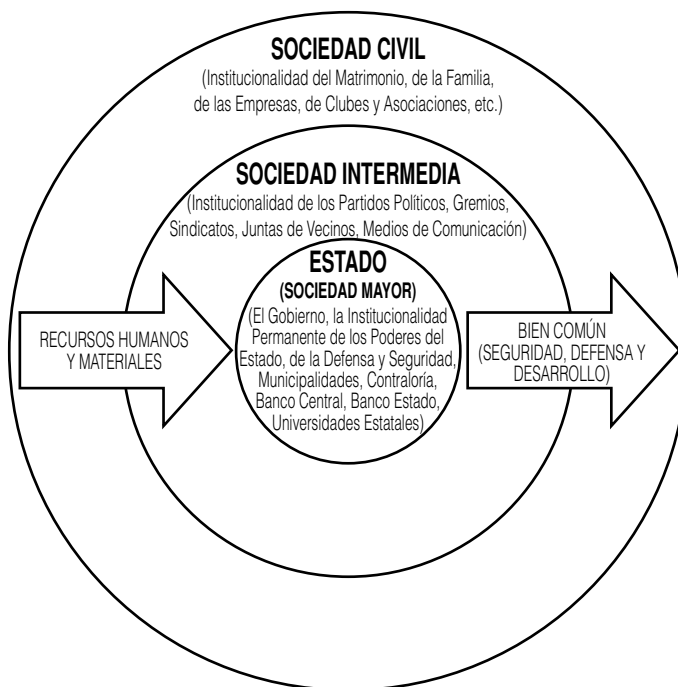 SOCIEDAD CIVIL
(Institucionalidad del Matrimonio, de la Familia,
de las Empresas, de Clubes y Asociaciones, etc.)
SOCIEDAD INTERMEDIA
(Institucionalidad de los Partidos Políticos, Gremios,
Sindicatos, Juntas de Vecinos, Medios de Comunicación)
ESTADO
(SOCIEDAD MAYOR)
(El Gobierno, la Institucionalidad
Permanente de los Poderes del
Estado, de la Defensa y Seguridad,
Municipalidades, Contraloría,
Banco Central, Banco Estado,
Universidades Estatales)
RECURSOS HUMANOS
Y MATERIALES
BIEN COMÚN
(SEGURIDAD, DEFENSA Y
DESARROLLO)